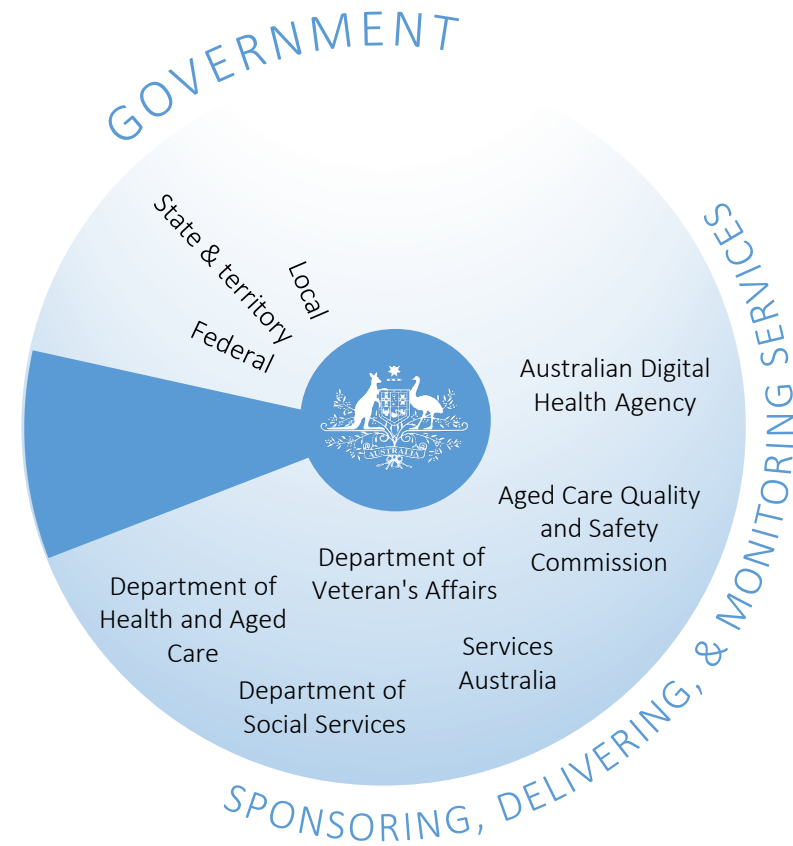 GOVERNMENT
State & territory
Local
Federal
SPONSORING, DELIVERING, & MONITORING SERVICES
AUSTRALIA
Australian Digital
Health Agency
Aged Care Quality
and Safety
Commission
Department of
Veteran's Affairs
Department of
Health and Aged
Care
Services
Australia
Department of
Social Services